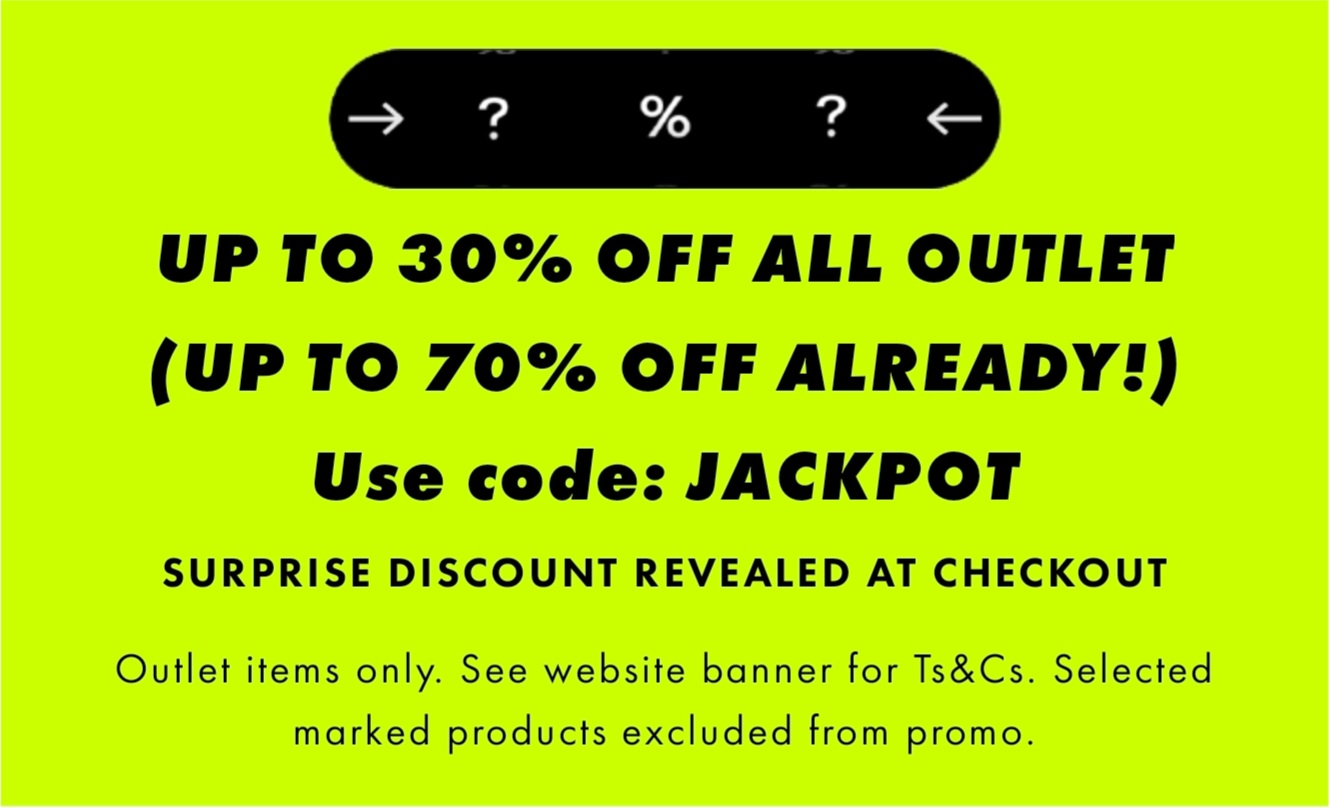 → ? % ? ←
UP TO 30% OFF ALL OUTLET
(UP TO 70% OFF ALREADY!)
Use code: JACKPOT
SURPRISE DISCOUNT REVEALED AT CHECKOUT
Outlet items only. See website banner for Ts&Cs. Selected
marked products excluded from promo.